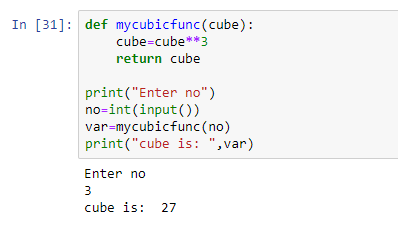 In [31]: def mycubicfunc(cube):
    cube=cube**3
    return cube

print("Enter no")
no=int(input())
var=mycubicfunc(no)
print("cube is: ",var)
Enter no
3
cube is:  27